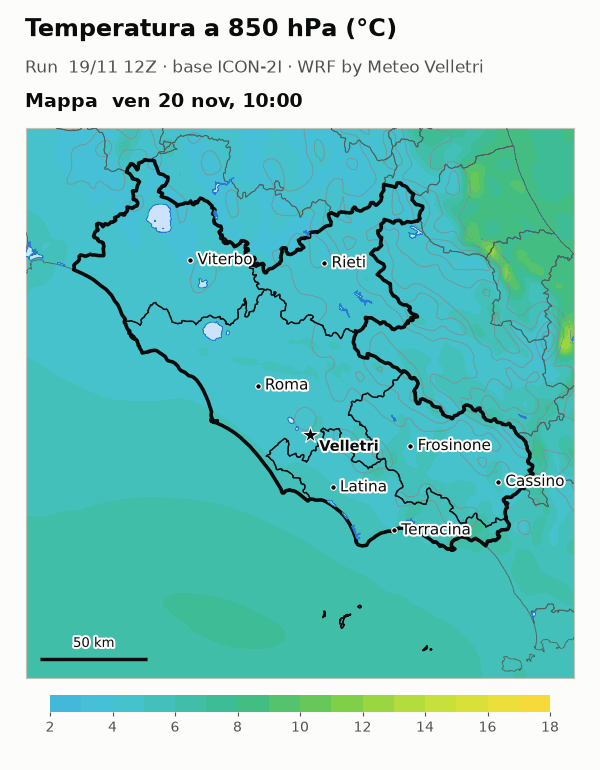 Temperatura a 850 hPa (°C)
Run  19/11 12Z · base ICON-2I · WRF by Meteo Velletri
Mappa  ven 20 nov, 10:00
Viterbo
Rieti
Roma
Velletri
Frosinone
Cassino
Latina
Terracina
50 km
2 4 6 8 10 12 14 16 18